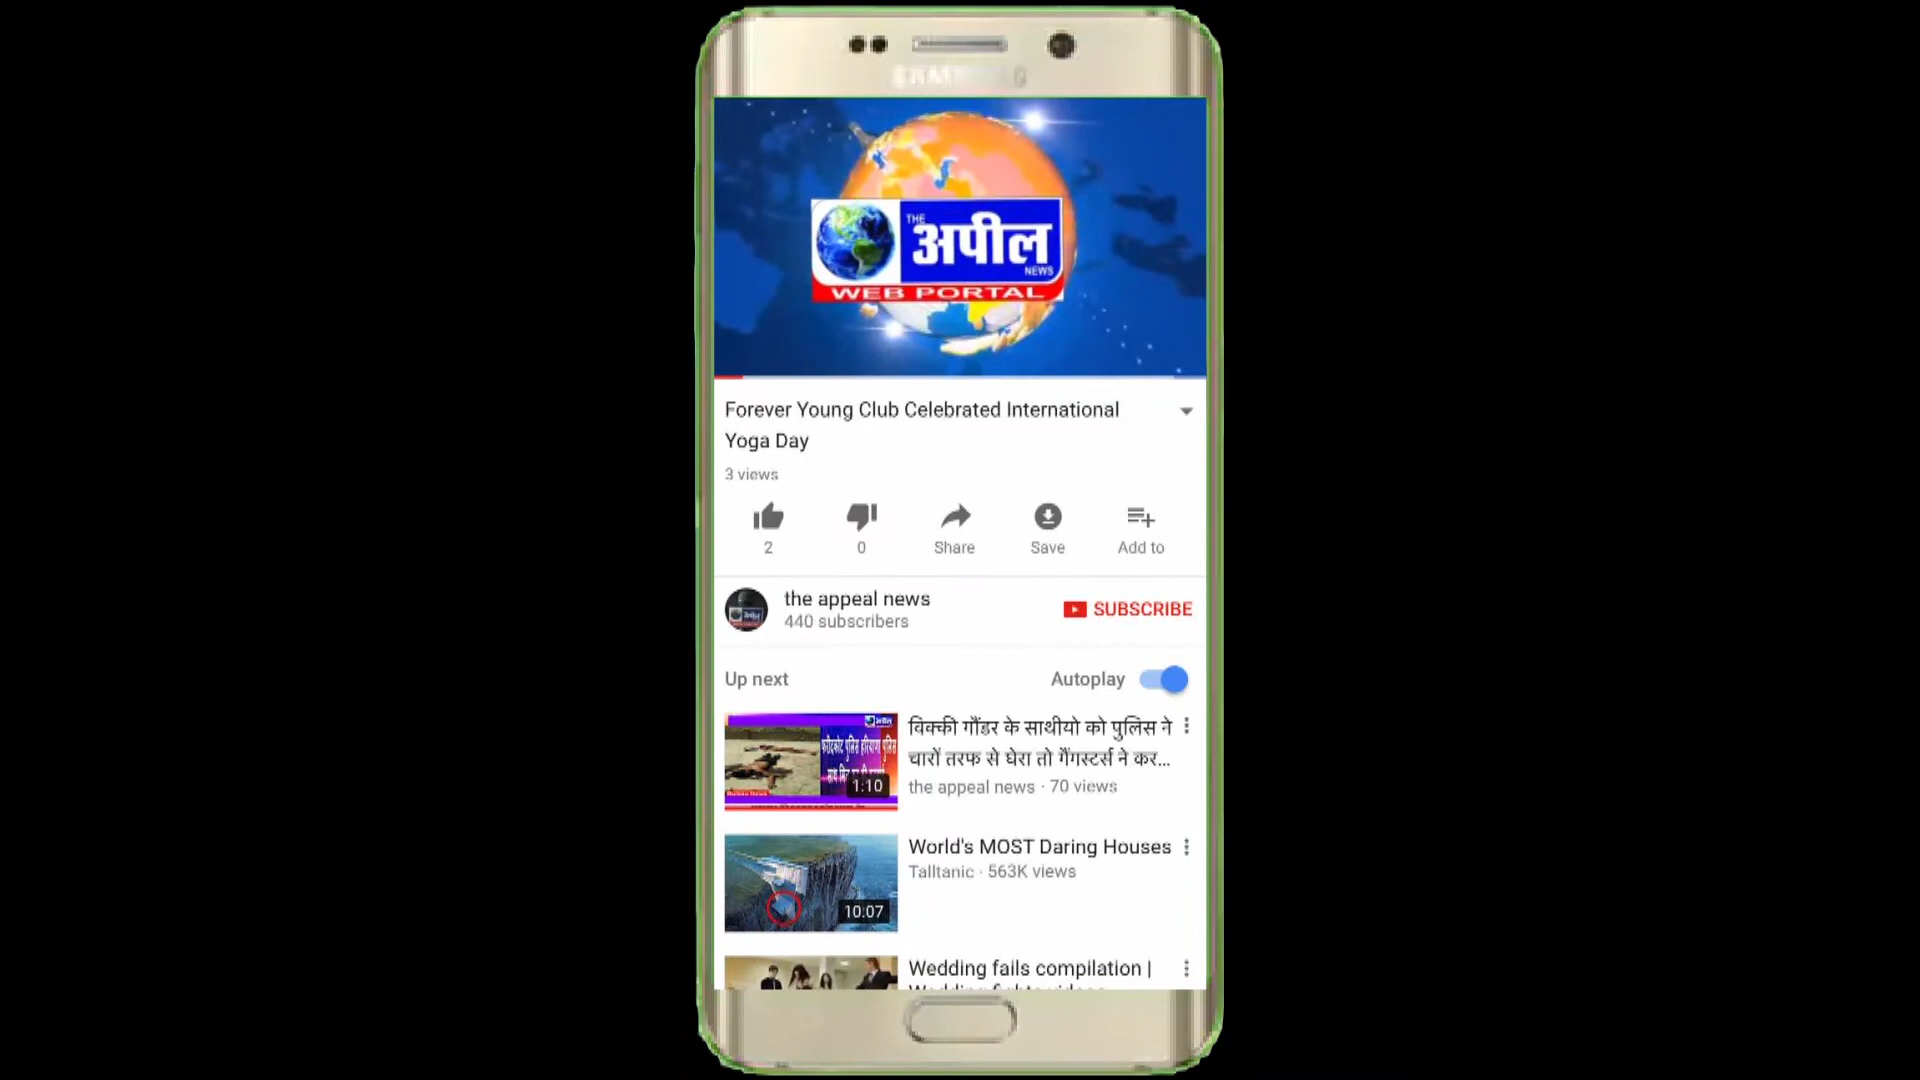 THE
अपील
NEWS
WEB PORTAL
Forever Young Club Celebrated International
Yoga Day
3 views
2
0
Share
Save
Add to
the appeal news
440 subscribers
SUBSCRIBE
Up next
Autoplay
विक्की गौंडर के साथीयो को पुलिस ने
चारों तरफ से घेरा तो गैंगस्टर्स ने कर...
the appeal news · 70 views
1:10
World's MOST Daring Houses
Talltanic · 563K views
10:07
Wedding fails compilation |